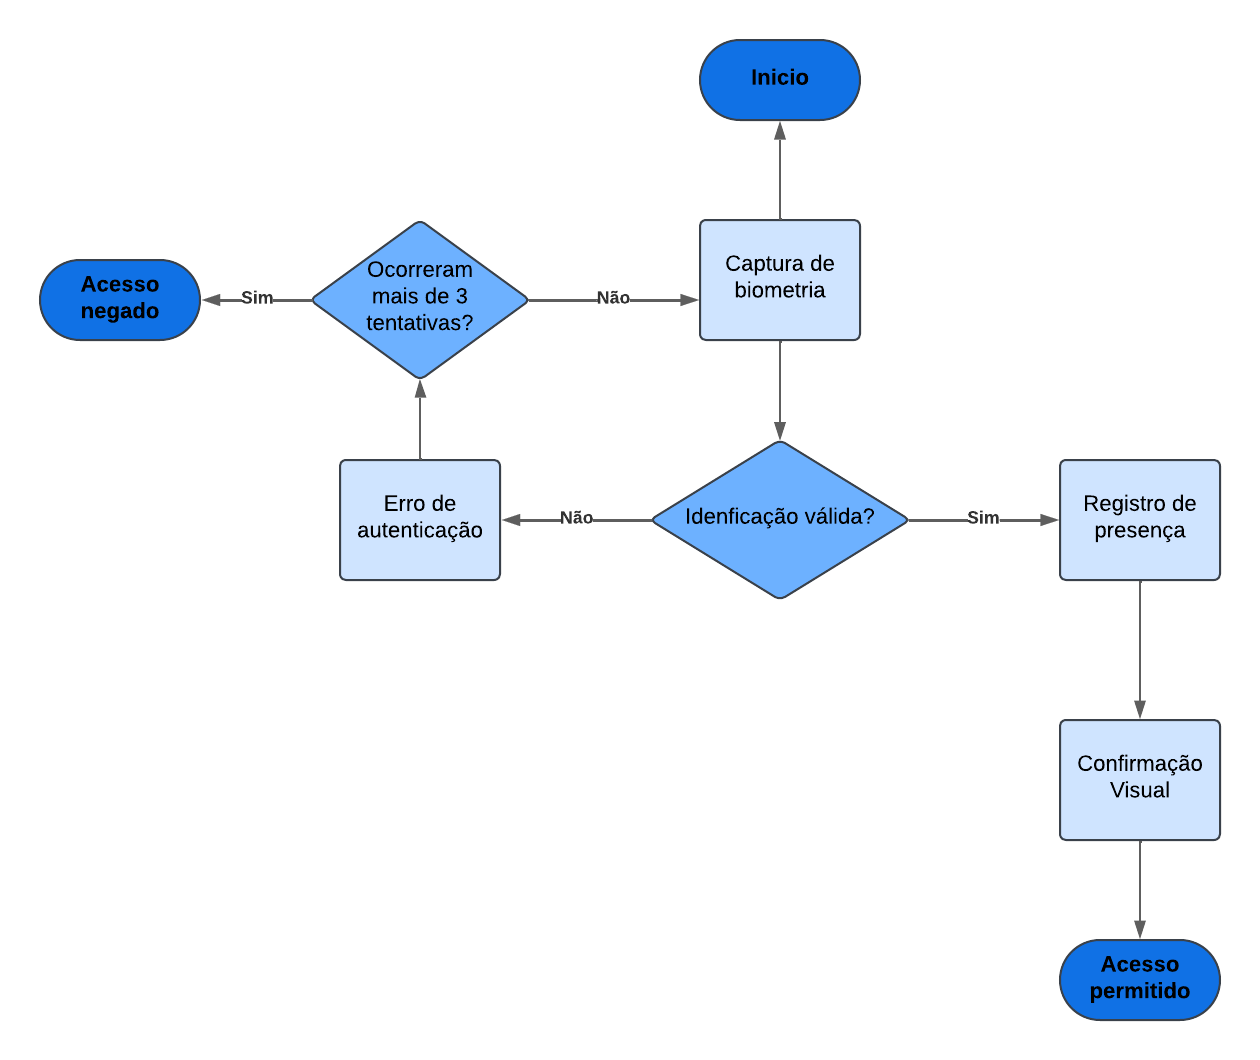 Inicio
Captura de
biometria
Ocorreram
mais de 3
tentativas?
Sim
Não
Acesso
negado
Erro de
autenticação
Não
Idenficação válida?
Sim
Registro de
presença
Confirmação
Visual
Acesso
permitido